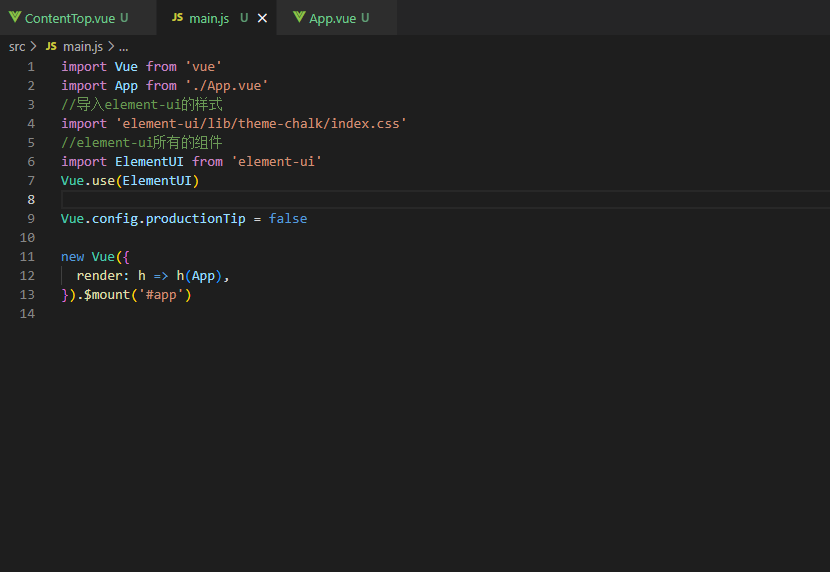 ContentTop.vue U JS main.js U × App.vue U
src > JS main.js > ...
1 import Vue from 'vue'
2 import App from './App.vue'
3 //导入element-ui的样式
4 import 'element-ui/lib/theme-chalk/index.css'
5 //element-ui所有的组件
6 import ElementUI from 'element-ui'
7 Vue.use(ElementUI)
8
9 Vue.config.productionTip = false
10
11 new Vue({
12   render: h => h(App),
13 }).$mount('#app')
14